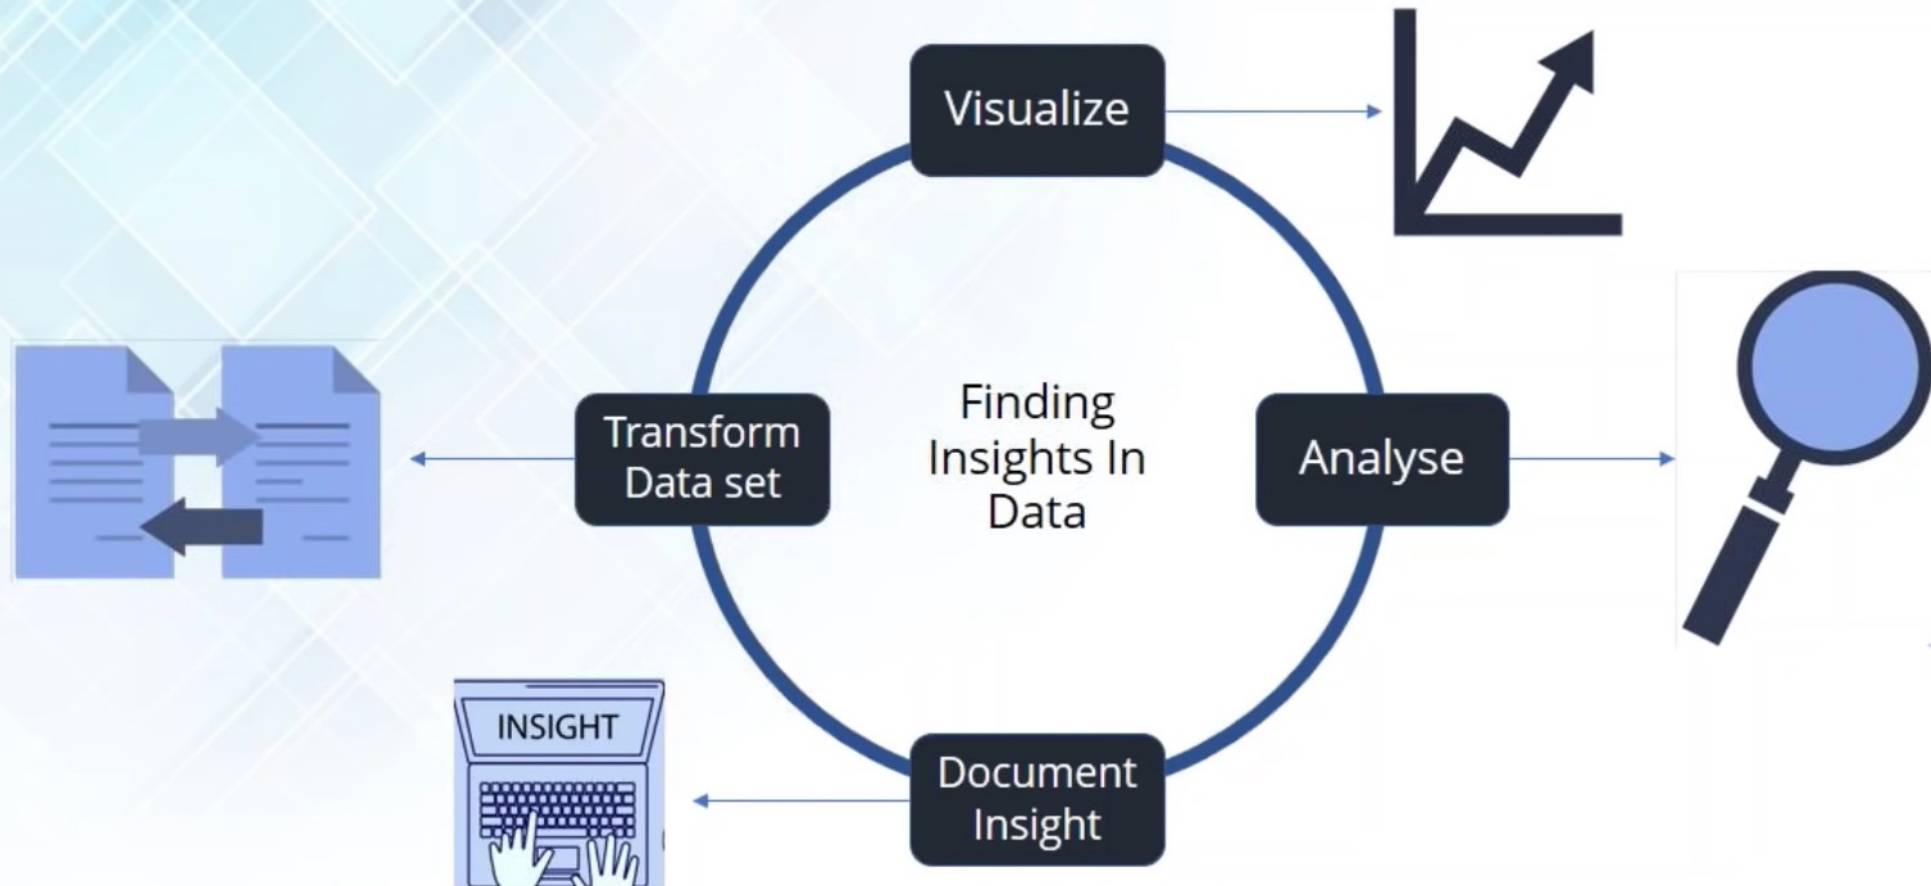 Visualize
Finding
Insights In
Data
Transform
Data set
Analyse
INSIGHT
Document
Insight